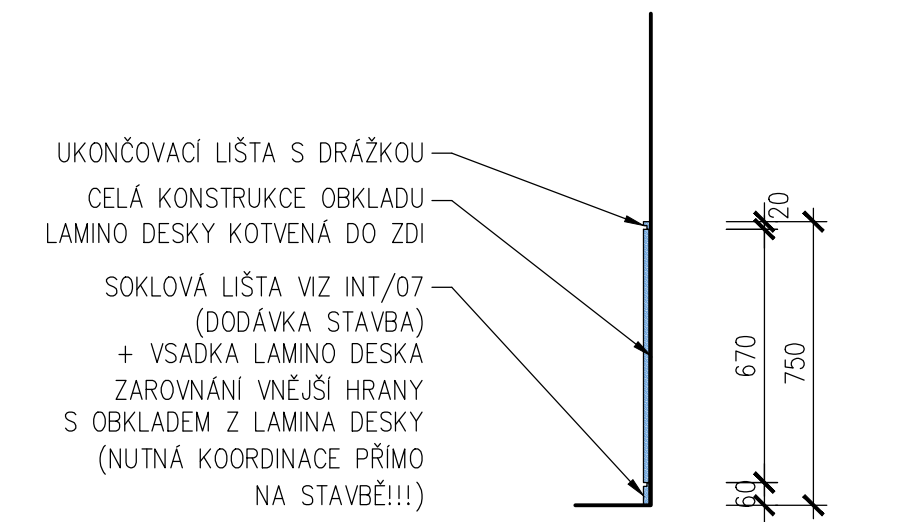 UKONČOVACÍ LIŠTA S DRÁŽKOU
CELÁ KONSTRUKCE OBKLADU
LAMINO DESKY KOTVENÁ DO ZDI
SOKLOVÁ LIŠTA VIZ INT/07
(DODÁVKA STAVBA)
+ VSADKA LAMINO DESKA
ZAROVNÁNÍ VNĚJŠÍ HRANY
S OBKLADEM Z LAMINA DESKY
(NUTNÁ KOORDINACE PŘÍMO
NA STAVBĚ!!!)
20
670
750
60